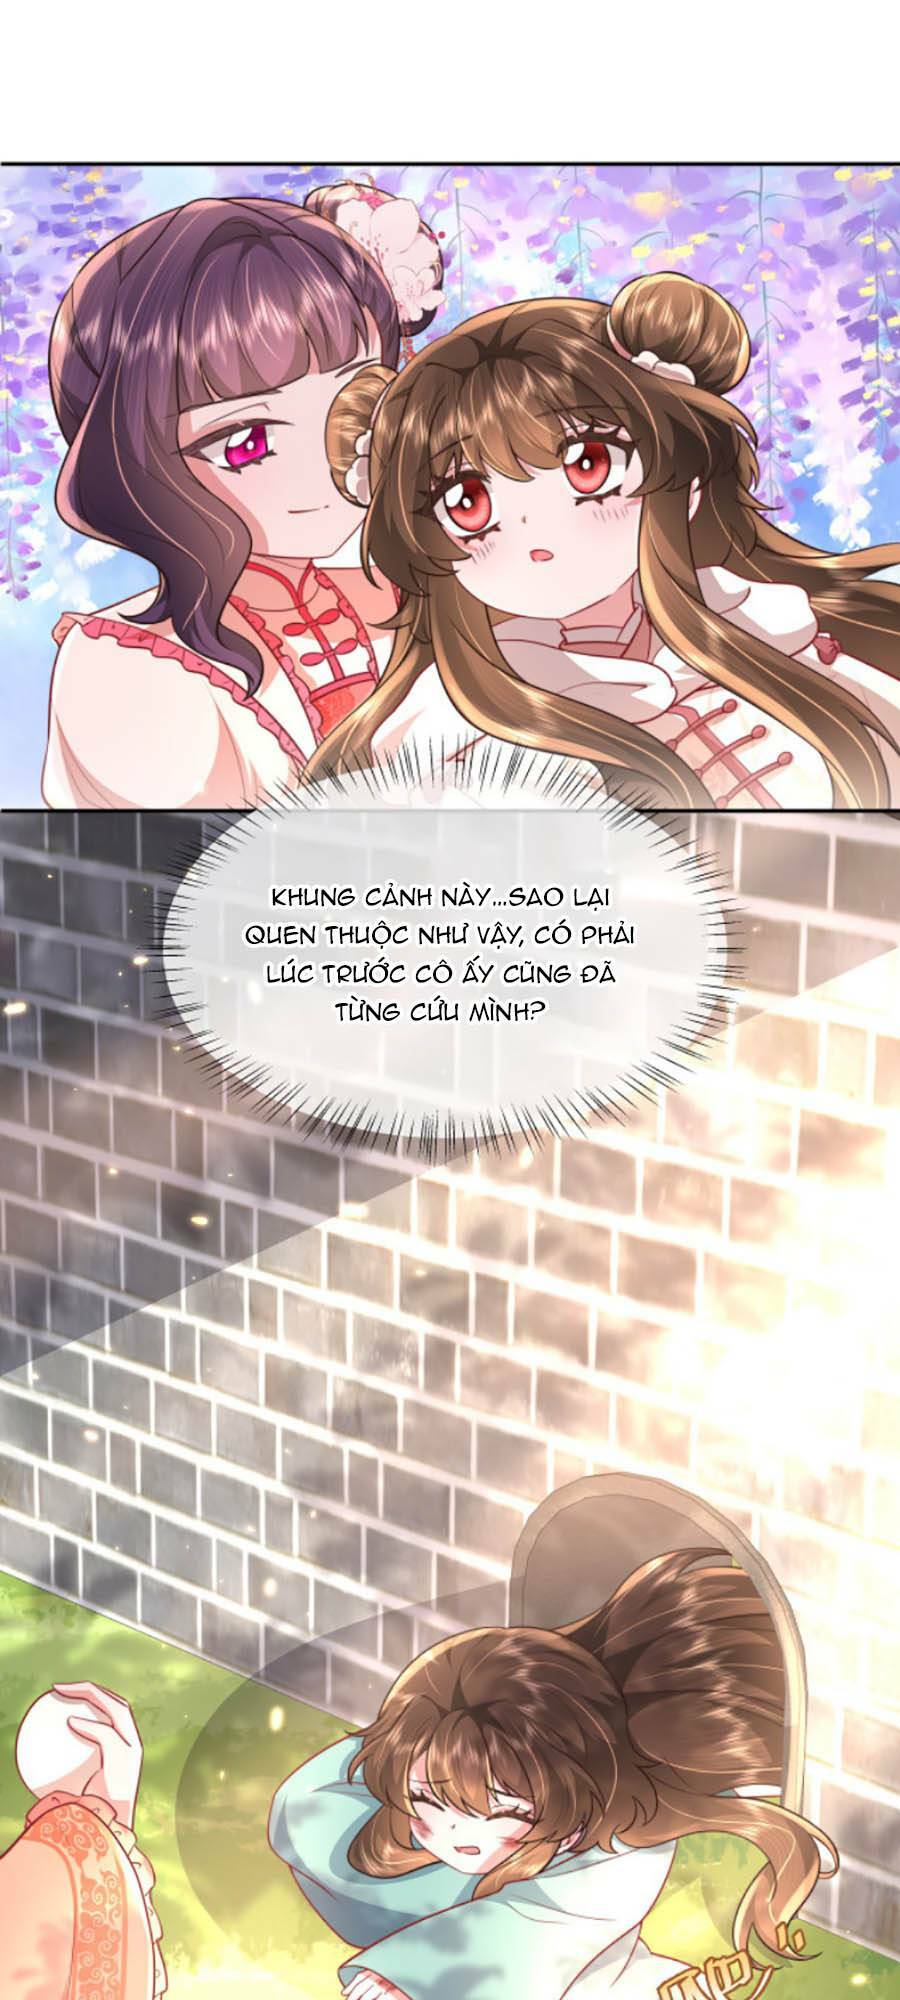 KHUNG CẢNH NÀY...SAO LẠI
QUEN THUỘC NHƯ VẬY, CÓ PHẢI
LÚC TRƯỚC CÔ ẤY CŨNG ĐÃ
TỪNG CỨU MÌNH?